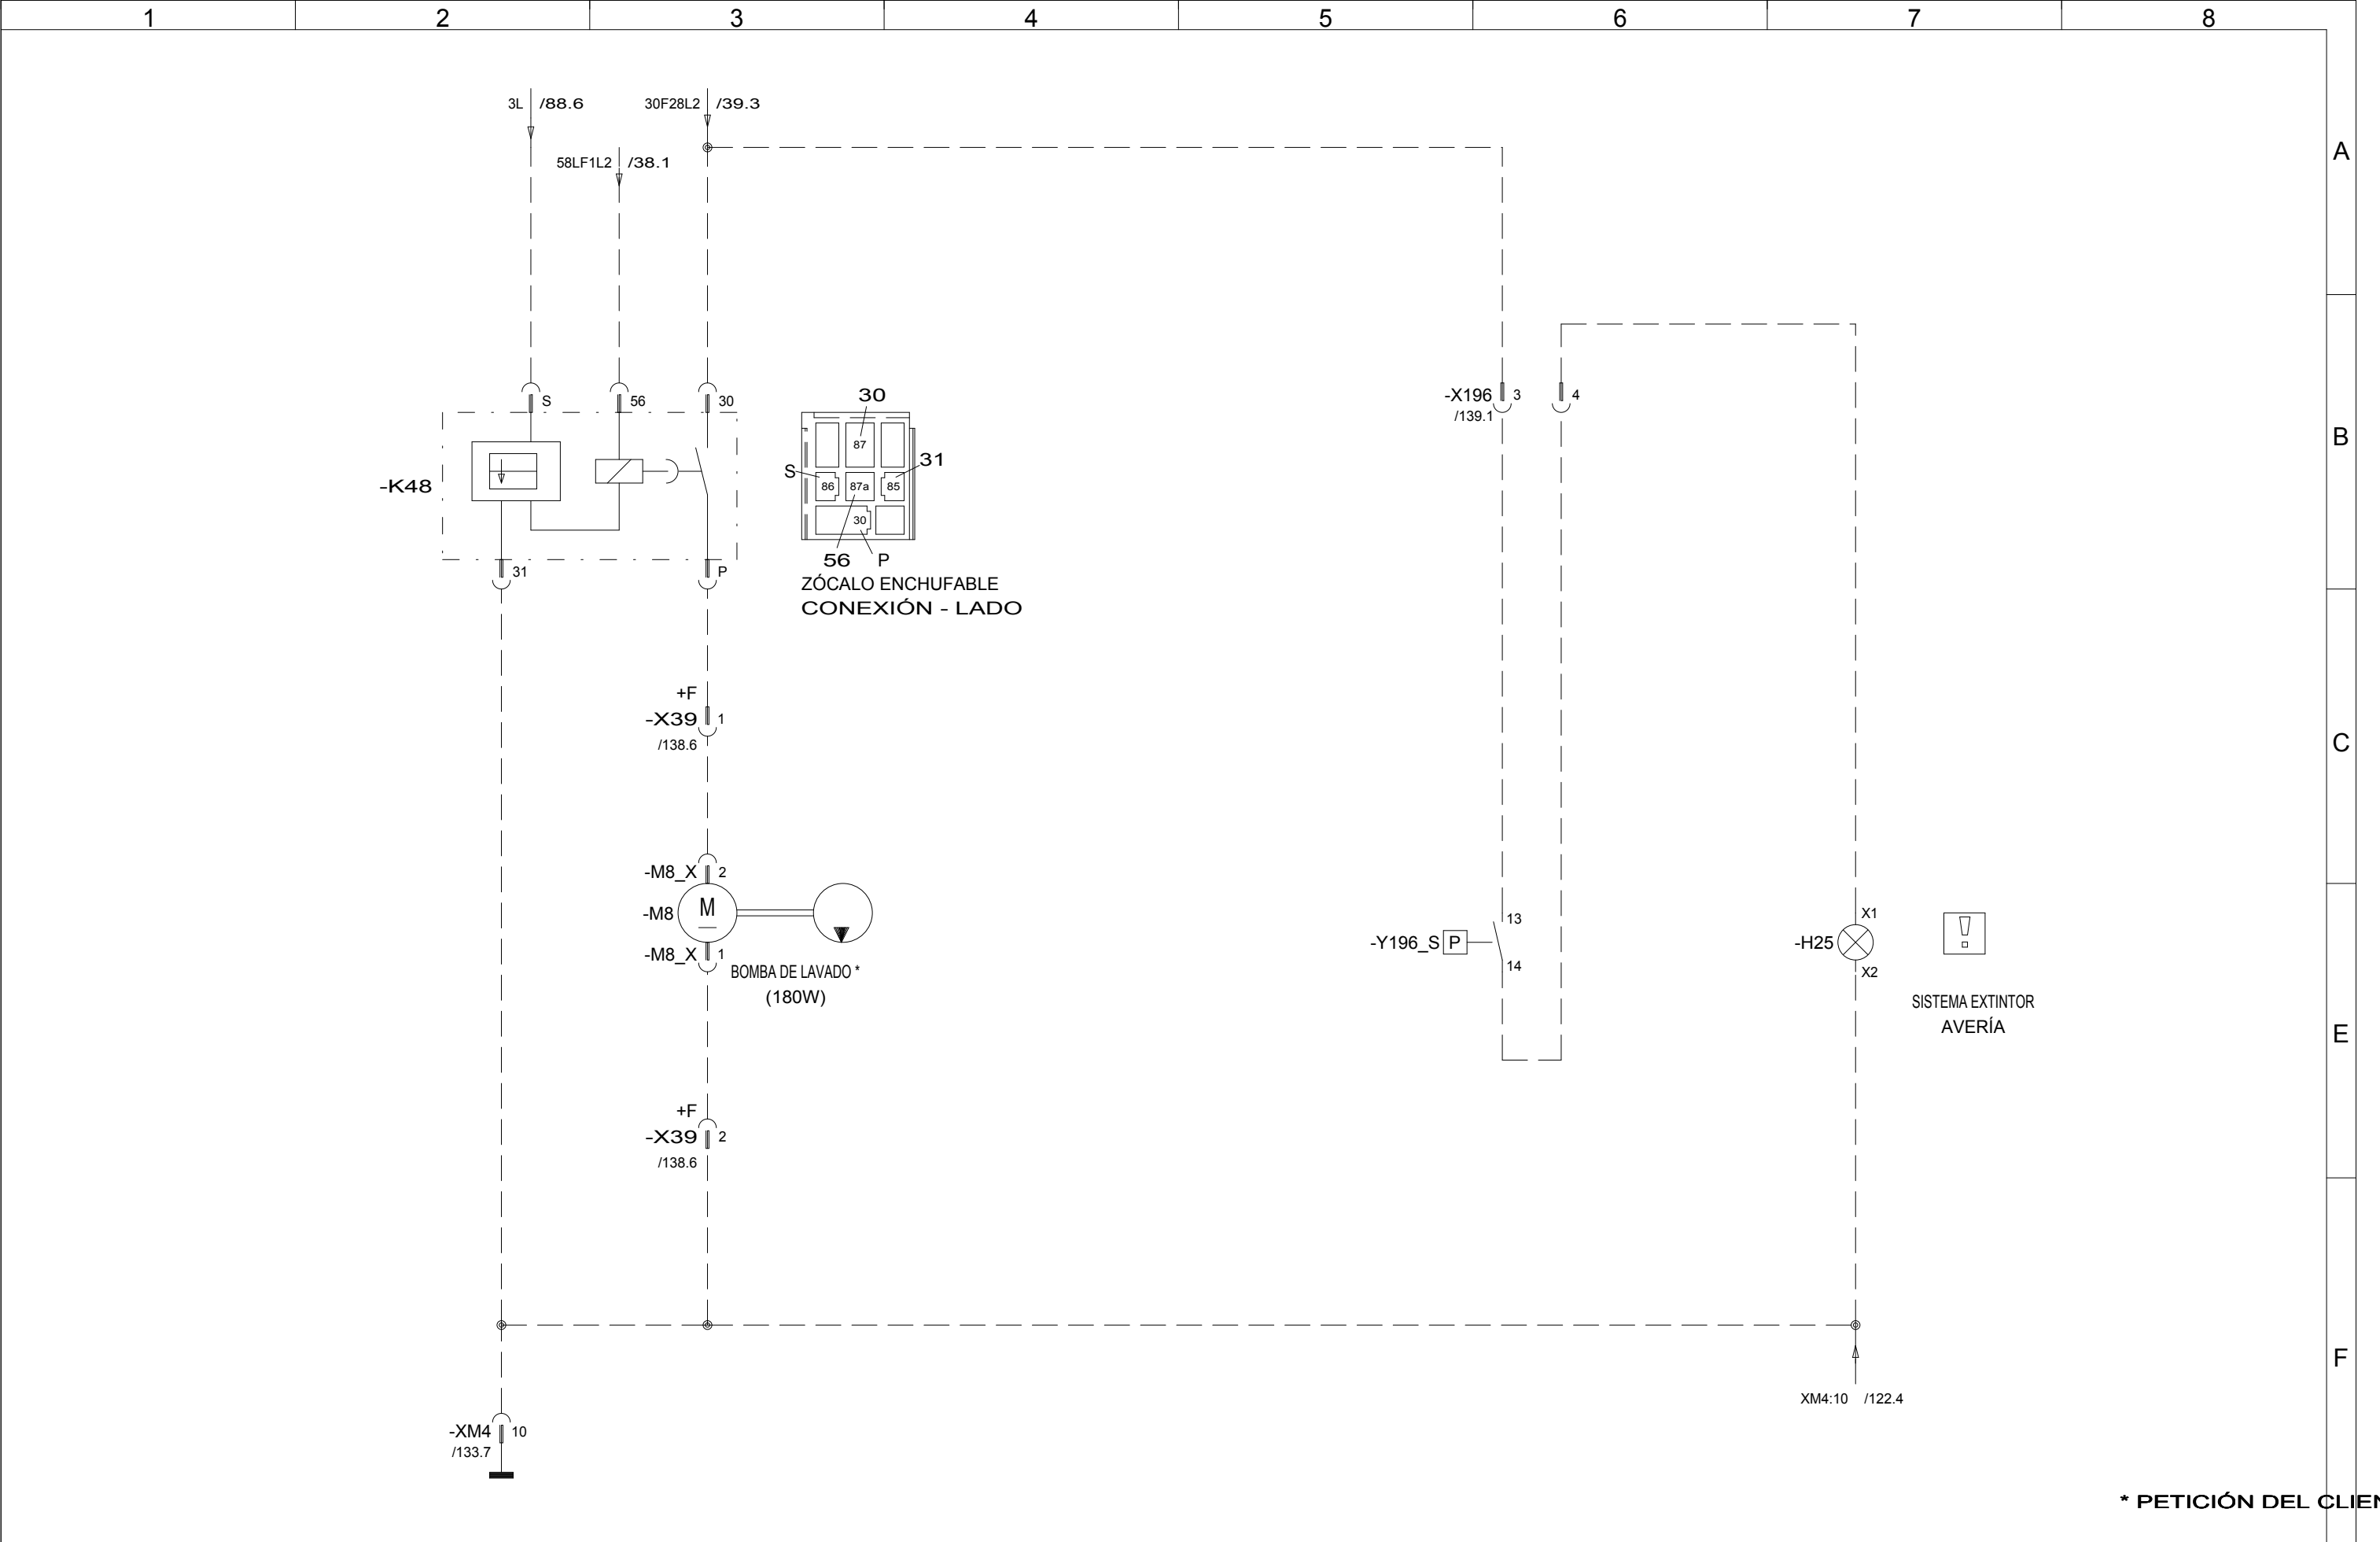 1 2 3 4 5 6 7 8
3L /88.6
30F28L2 /39.3
58LF1L2 /38.1
A
S 56 30
-K48
31 P
30
87
S
31
86 87a 85
30
56 P
ZÓCALO ENCHUFABLE
CONEXIÓN - LADO
-X196 3 4
/139.1
B
+F
-X39 1
/138.6
C
-M8_X 2
-M8 M
-M8_X 1
BOMBA DE LAVADO *
(180W)
13
-Y196_S P
14
X1
-H25 !
X2
SISTEMA EXTINTOR
AVERÍA
E
+F
-X39 2
/138.6
F
XM4:10 /122.4
-XM4 10
/133.7
* PETICIÓN DEL CLIEN